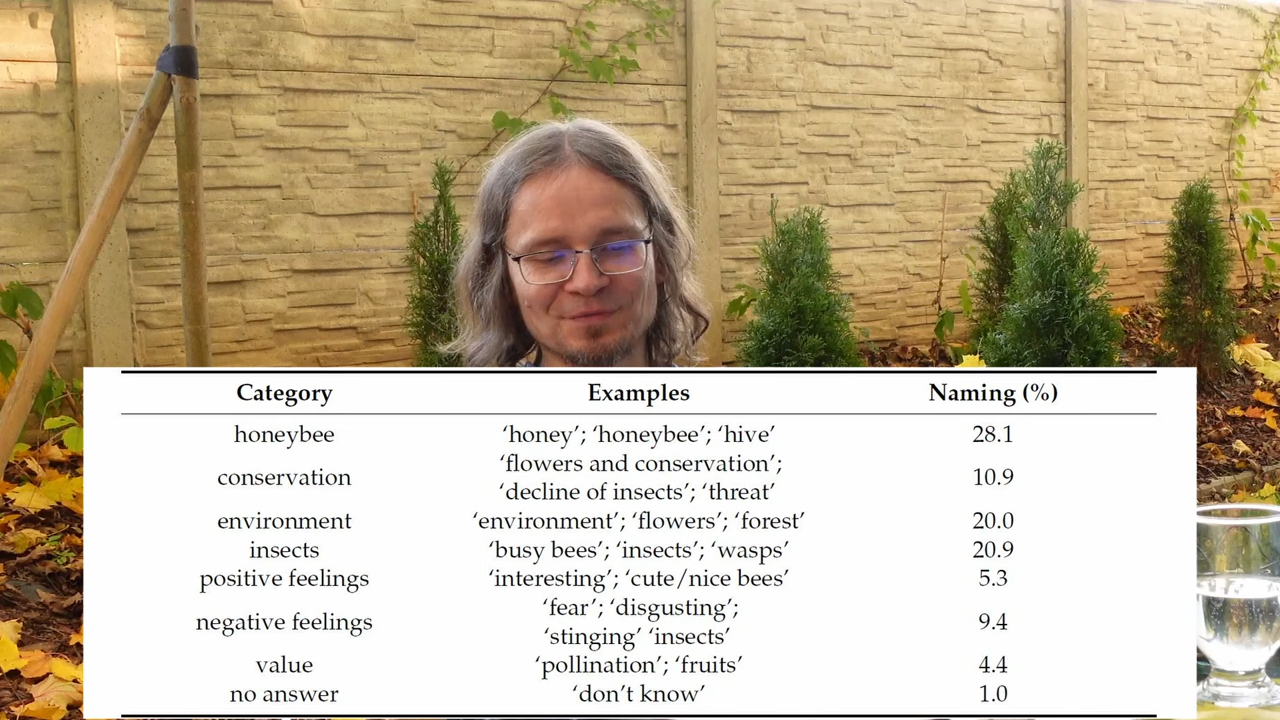 Category Examples Naming (%)
honeybee ‘honey’; ‘honeybee’; ‘hive’ 28.1
conservation ‘flowers and conservation’; ‘decline of insects’; ‘threat’ 10.9
environment ‘environment’; ‘flowers’; ‘forest’ 20.0
insects ‘busy bees’; ‘insects’; ‘wasps’ 20.9
positive feelings ‘interesting’; ‘cute/nice bees’ 5.3
negative feelings ‘fear’; ‘disgusting’; ‘stinging’ ‘insects’ 9.4
value ‘pollination’; ‘fruits’ 4.4
no answer ‘don’t know’ 1.0